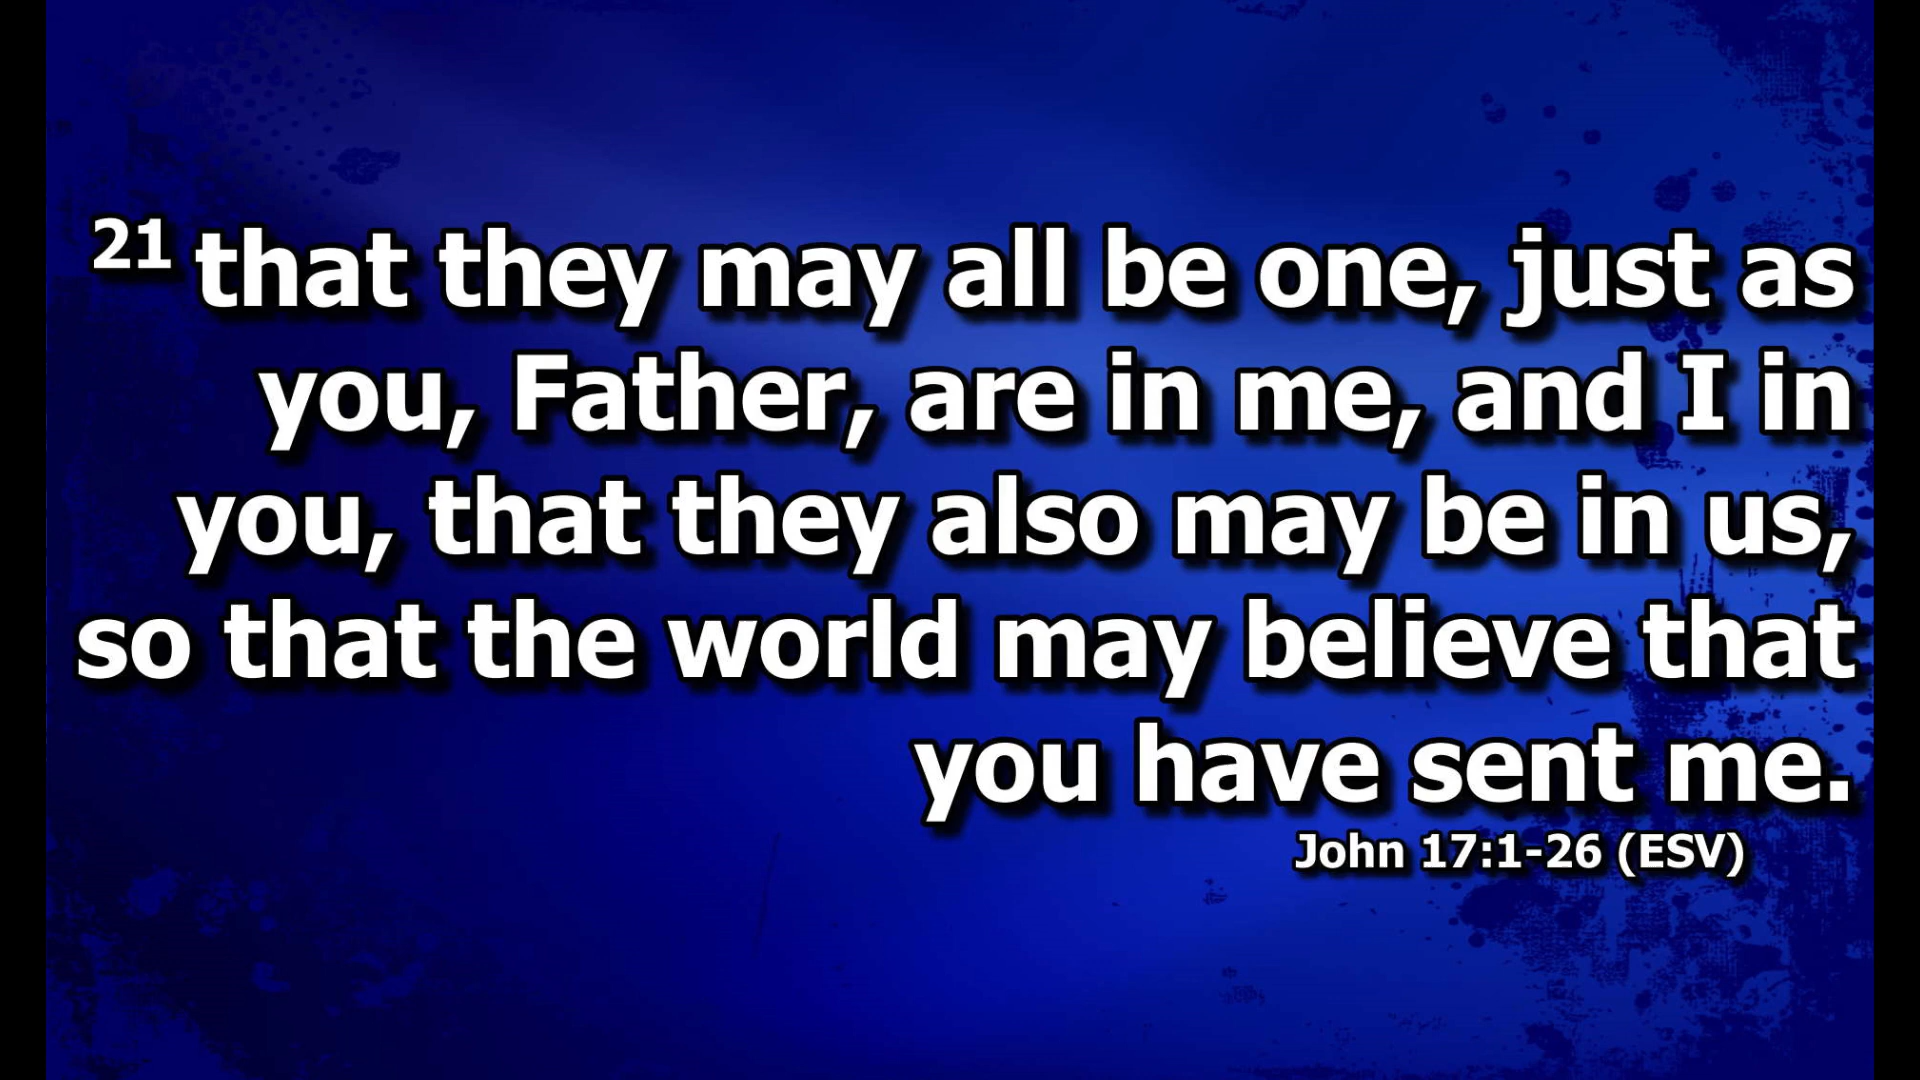 21 that they may all be one, just as
you, Father, are in me, and I in
you, that they also may be in us,
so that the world may believe that
you have sent me.
John 17:1-26 (ESV)